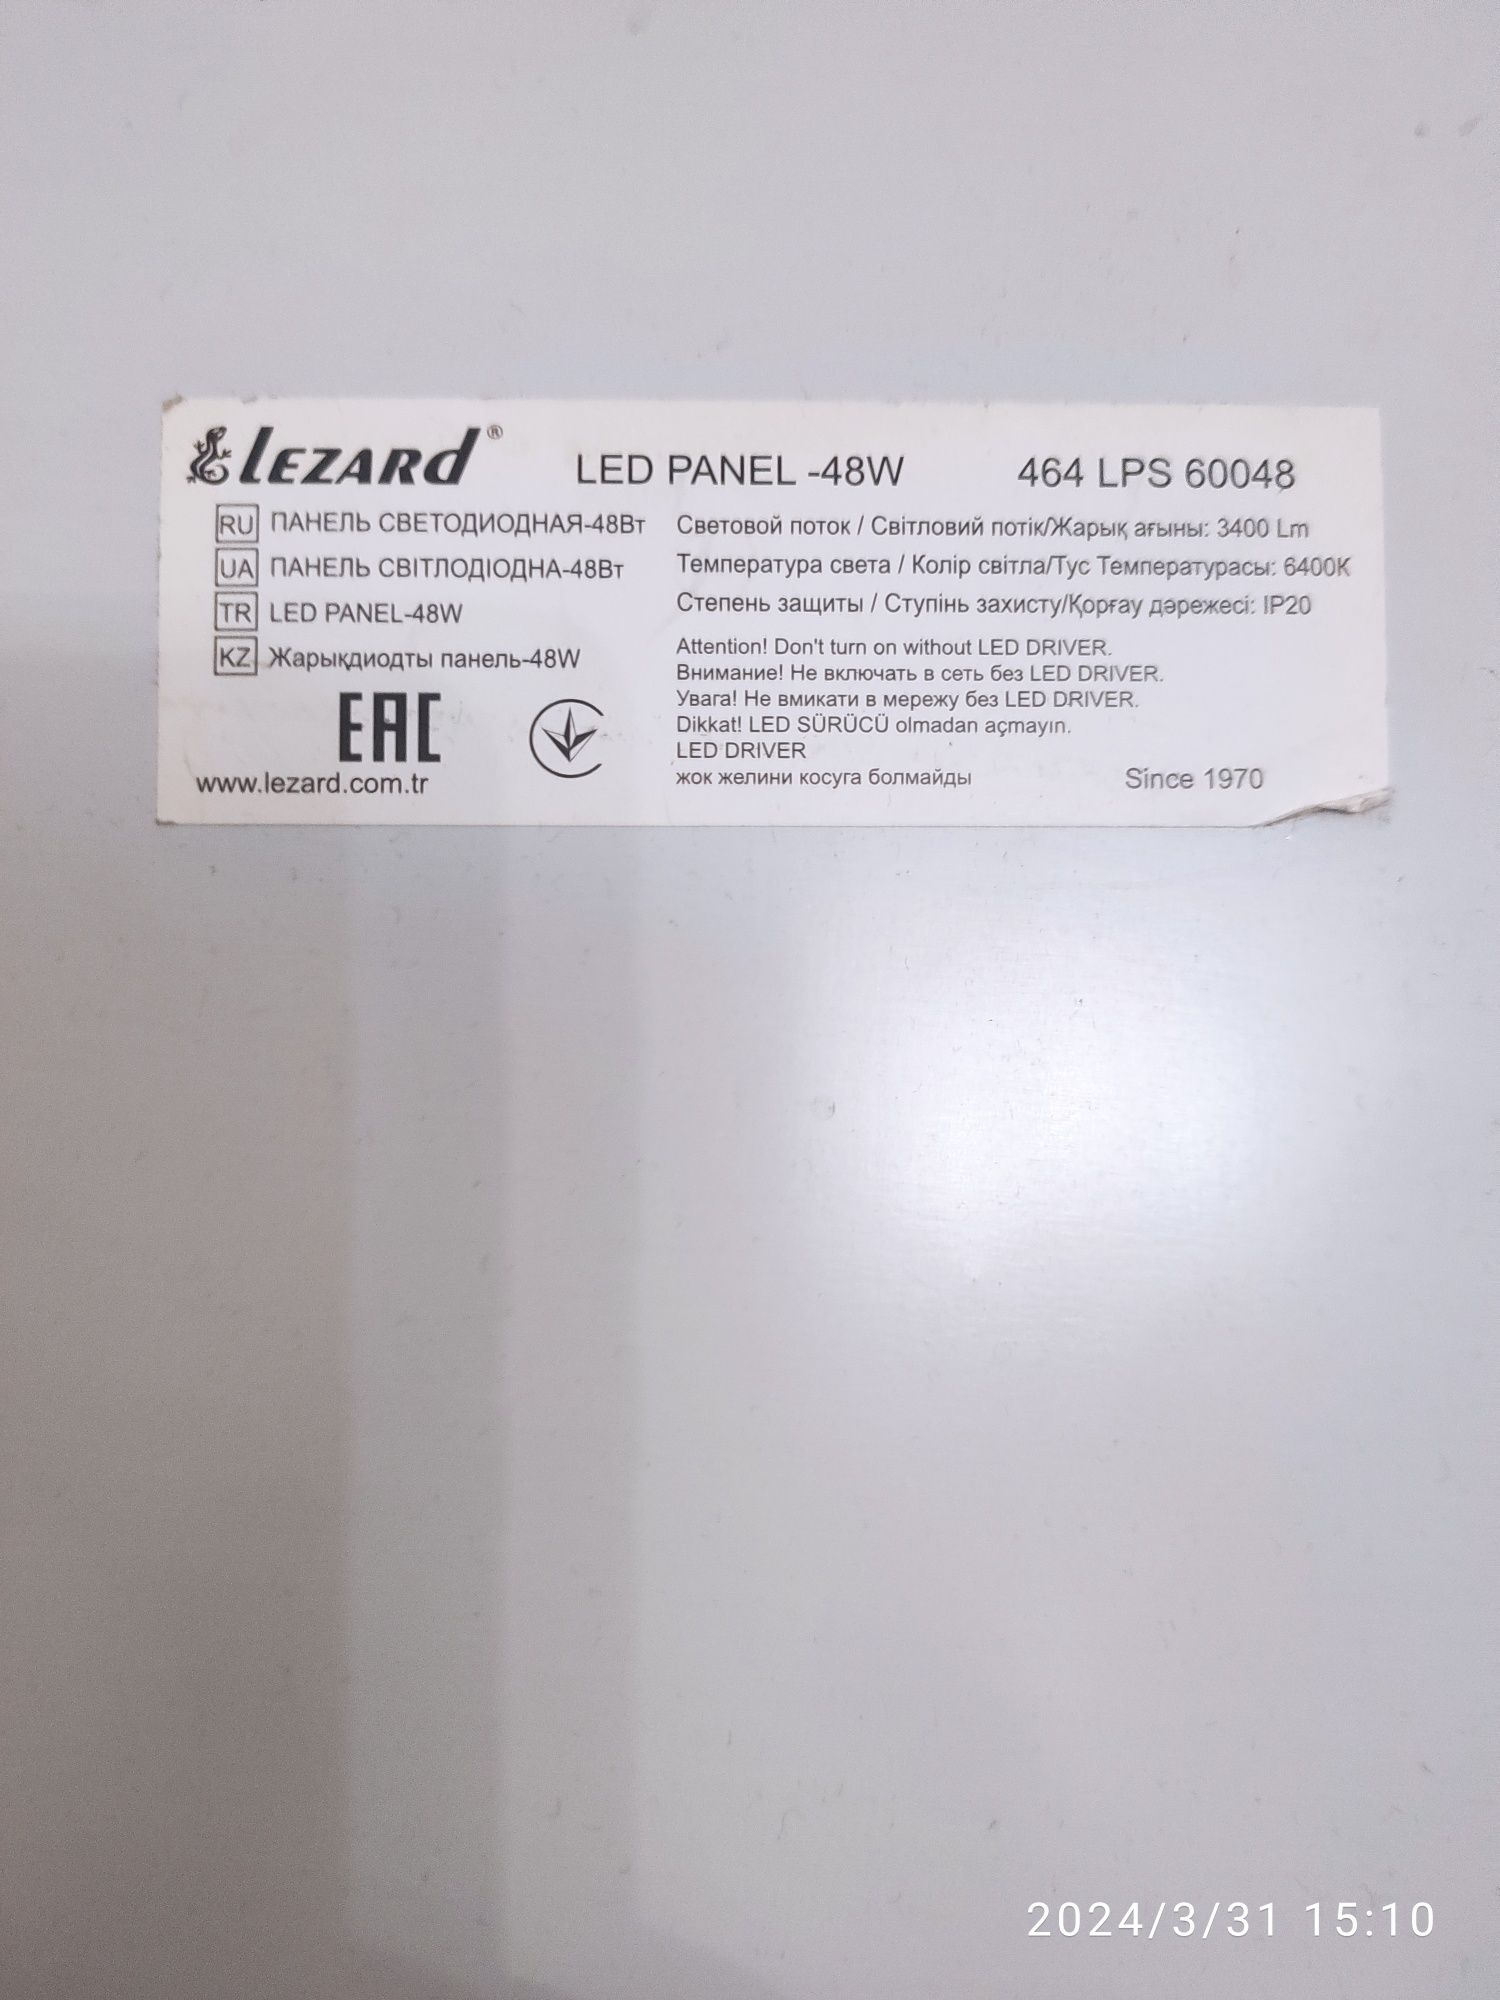 LEZARD®
LED PANEL -48W
464 LPS 60048
RU ПАНЕЛЬ СВЕТОДИОДНАЯ-48Вт
UA ПАНЕЛЬ СВІТЛОДІОДНА-48Вт
TR LED PANEL-48W
KZ Жарықдиодты панель-48W
EAC
www.lezard.com.tr
Световой поток / Світловий потік/Жарық ағыны: 3400 Lm
Температура света / Колір світла/Тус Температурасы: 6400K
Степень защиты / Ступінь захисту/Қорғау дәрежесі: IP20
Attention! Don't turn on without LED DRIVER.
Внимание! Не включать в сеть без LED DRIVER.
Увага! Не вмикати в мережу без LED DRIVER.
Dikkat! LED SÜRÜCÜ olmadan açmayın.
LED DRIVER
жок желини косуга болмайды
Since 1970
2024/3/31 15:10